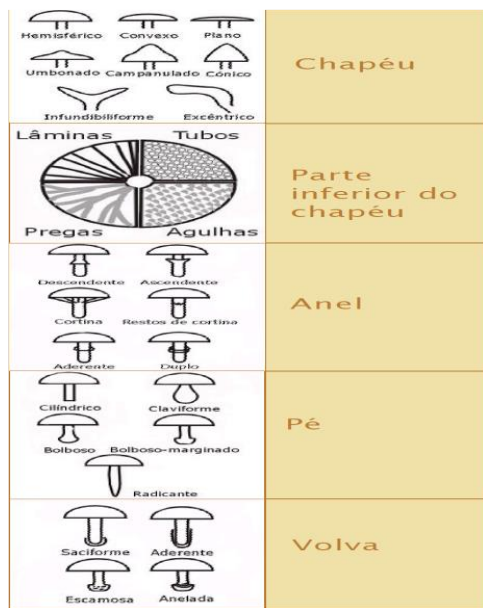 Hemisférico Convexo Plano
Umbonado Campanulado Cónico
Infundibiliforme Excêntrico
Chapéu
Lâminas Tubos
Pregas Agulhas
Parte
inferior do
chapéu
Descendente Ascendente
Cortina Restos de cortina
Aderente Duplo
Anel
Cilíndrico Claviforme
Bolboso Bolboso-marginado
Radicante
Pé
Saciforme Aderente
Escamosa Anelada
Volva